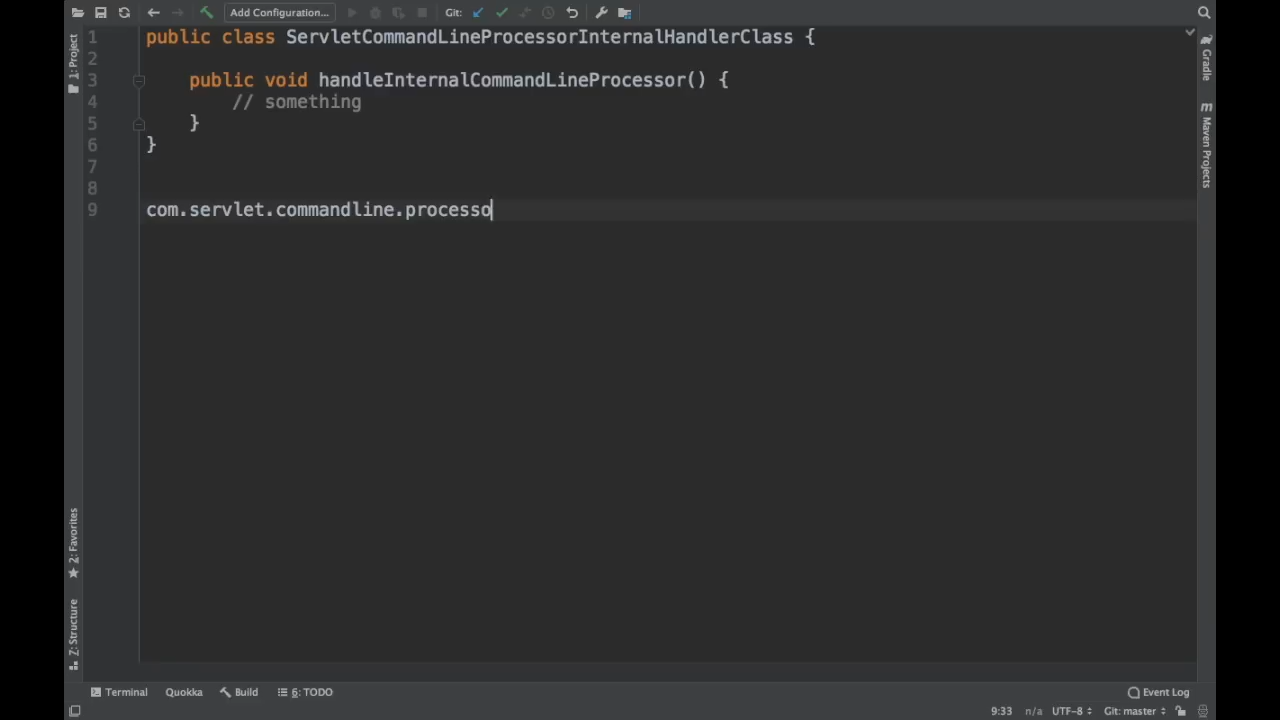 Add Configuration...
Git:
1 public class ServletCommandLineProcessorInternalHandlerClass {
2
3 public void handleInternalCommandLineProcessor() {
4 // something
5 }
6 }
7
8
9 com.servlet.commandline.processo
1: Project
2: Favorites
Z: Structure
Gradle
m
Maven Projects
Terminal
Quokka
Build
6: TODO
Event Log
9:33
n/a
UTF-8
Git: master